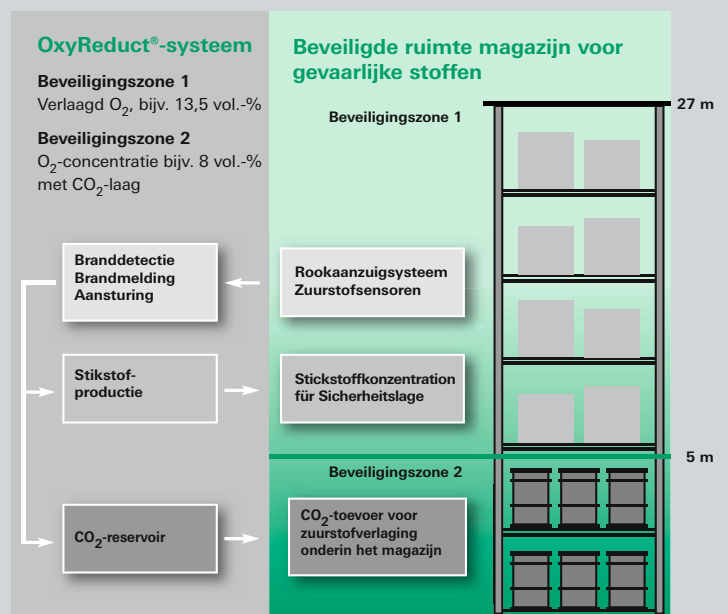 OxyReduct®-systeem
Beveiligingszone 1
Verlaagd O₂, bijv. 13,5 vol.-%
Beveiligingszone 2
O₂-concentratie bijv. 8 vol.-%
met CO₂-laag
Beveiligde ruimte magazijn voor
gevaarlijke stoffen
Beveiligingszone 1
27 m
Branddetectie
Brandmelding
Aansturing
Rookaanzuigsysteem
Zuurstofsensoren
Stikstof-
productie
Stickstoffkonzentration
für Sicherheitslage
5 m
Beveiligingszone 2
CO₂-reservoir
CO₂-toevoer voor
zuurstofverlaging
onderin het magazijn